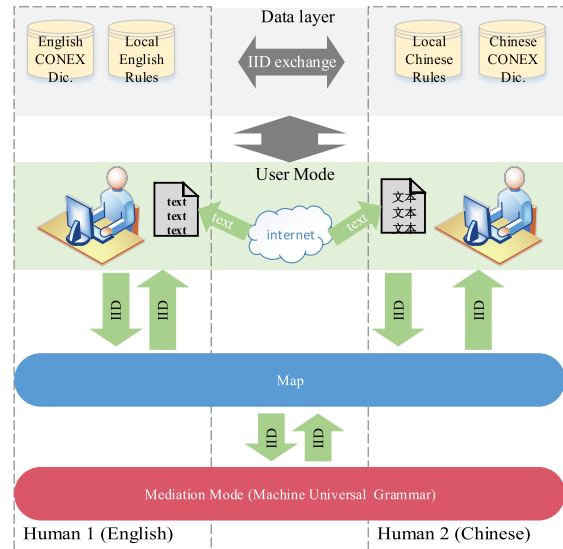 Data layer
English
CONEX
Dic.
Local
English
Rules
IID exchange
Local
Chinese
Rules
Chinese
CONEX
Dic.
User Mode
text
text
text
text
internet
text
文本
文本
文本
IID
IID
IID
IID
Map
IID
IID
Mediation Mode (Machine Universal Grammar)
Human 1 (English)
Human 2 (Chinese)